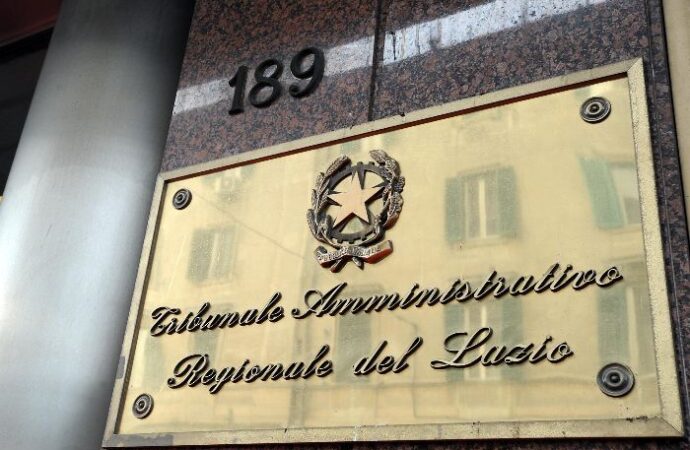 189
Tribunale Amministrativo
Regionale del Lazio